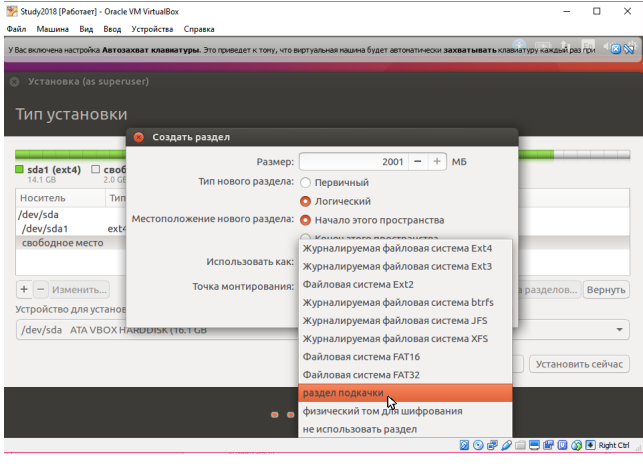 Study2018 [Работает] - Oracle VM VirtualBox
Файл Машина Вид Ввод Устройства Справка
У Вас включена настройка Автозахват клавиатуры. Это приведет к тому, что виртуальная машина будет автоматически захватывать клавиатуру каждый раз при
Установка (as superuser)
Тип установки
Создать раздел
Размер: 2001 − + МБ
Тип нового раздела: Первичный
Логический
Местоположение нового раздела: Начало этого пространства
Конец этого пространства
Использовать как:
Точка монтирования:
Журналируемая файловая система Ext4
Журналируемая файловая система Ext3
Файловая система Ext2
Журналируемая файловая система btrfs
Журналируемая файловая система JFS
Журналируемая файловая система XFS
Файловая система FAT16
Файловая система FAT32
раздел подкачки
физический том для шифрования
не использовать раздел
sda1 (ext4) своб
14.1 GB 2.0 GB
Носитель Тип
/dev/sda
/dev/sda1 ext4
свободное место
+ − Изменить... разделов... Вернуть
Устройство для установ
/dev/sda ATA VBOX HARDDISK (16.1 GB
Установить сейчас
Right Ctrl